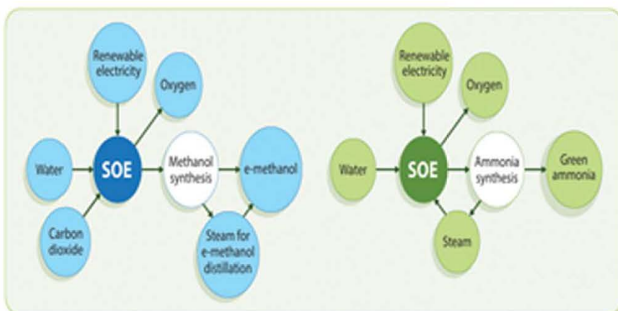 Renewable
electricity
Oxygen
Water
SOE
Methanol
synthesis
e-methanol
Carbon
dioxide
Steam for
e-methanol
distillation
Renewable
electricity
Oxygen
Water
SOE
Ammonia
synthesis
Green
ammonia
Steam